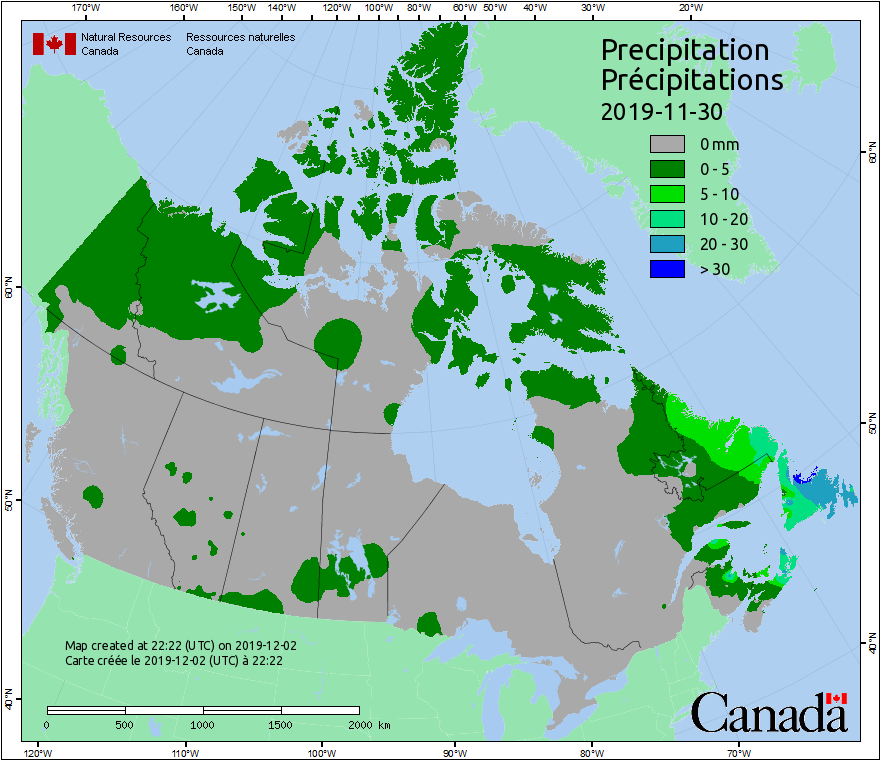 170°W 160°W 150°W 140°W 130°W 120°W 110°W 100°W 90°W 80°W 60°W 50°W 40°W 30°W 20°W
Natural Resources Ressources naturelles
Canada Canada
Precipitation
Précipitations
2019-11-30
0 mm
0 - 5
5 - 10
10 - 20
20 - 30
> 30
60°N
60°N
50°N
50°N
40°N
40°N
Map created at 22:22 (UTC) on 2019-12-02
Carte créée le 2019-12-02 (UTC) à 22:22
0 500 1000 1500 2000 km
Canada
120°W 110°W 100°W 90°W 80°W 70°W